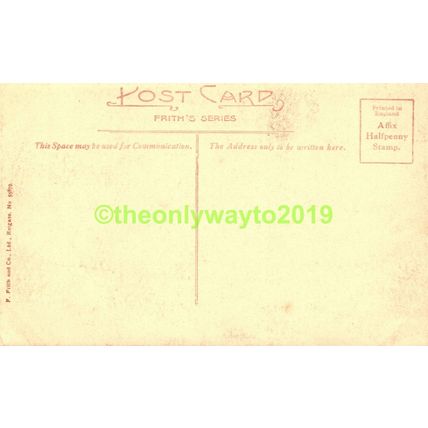 POST CARD
FRITH'S SERIES
Printed in
England
Affix
Halfpenny
Stamp.
This Space may be used for Communication.
The Address only to be written here.
©theonlywayto2019
F. Frith and Co., Ltd., Reigate. No